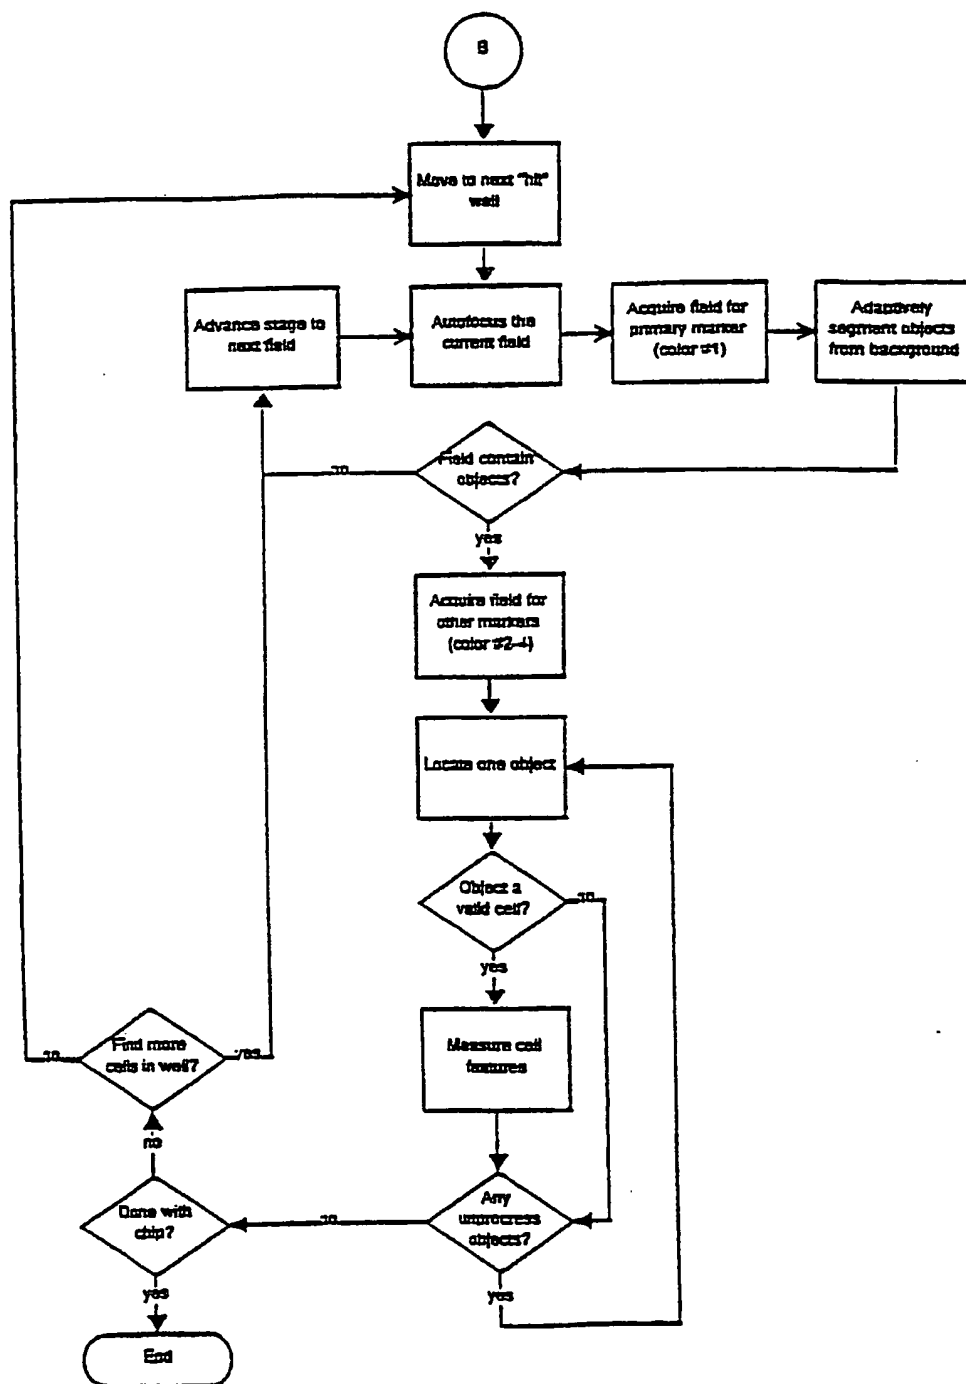 B
Move to next "hit"
well
Advance stage to
next field
Autofocus the
current field
Acquire field for
primary marker
(color #1)
Adaptively
segment objects
from background
Field contain
objects?
no
yes
Acquire field for
other markers
(color #2-4)
Locate one object
Object a
valid cell?
no
yes
Measure cell
features
Find more
cells in well?
no
yes
no
Done with
chip?
no
Any
unprocess
objects?
yes
yes
End